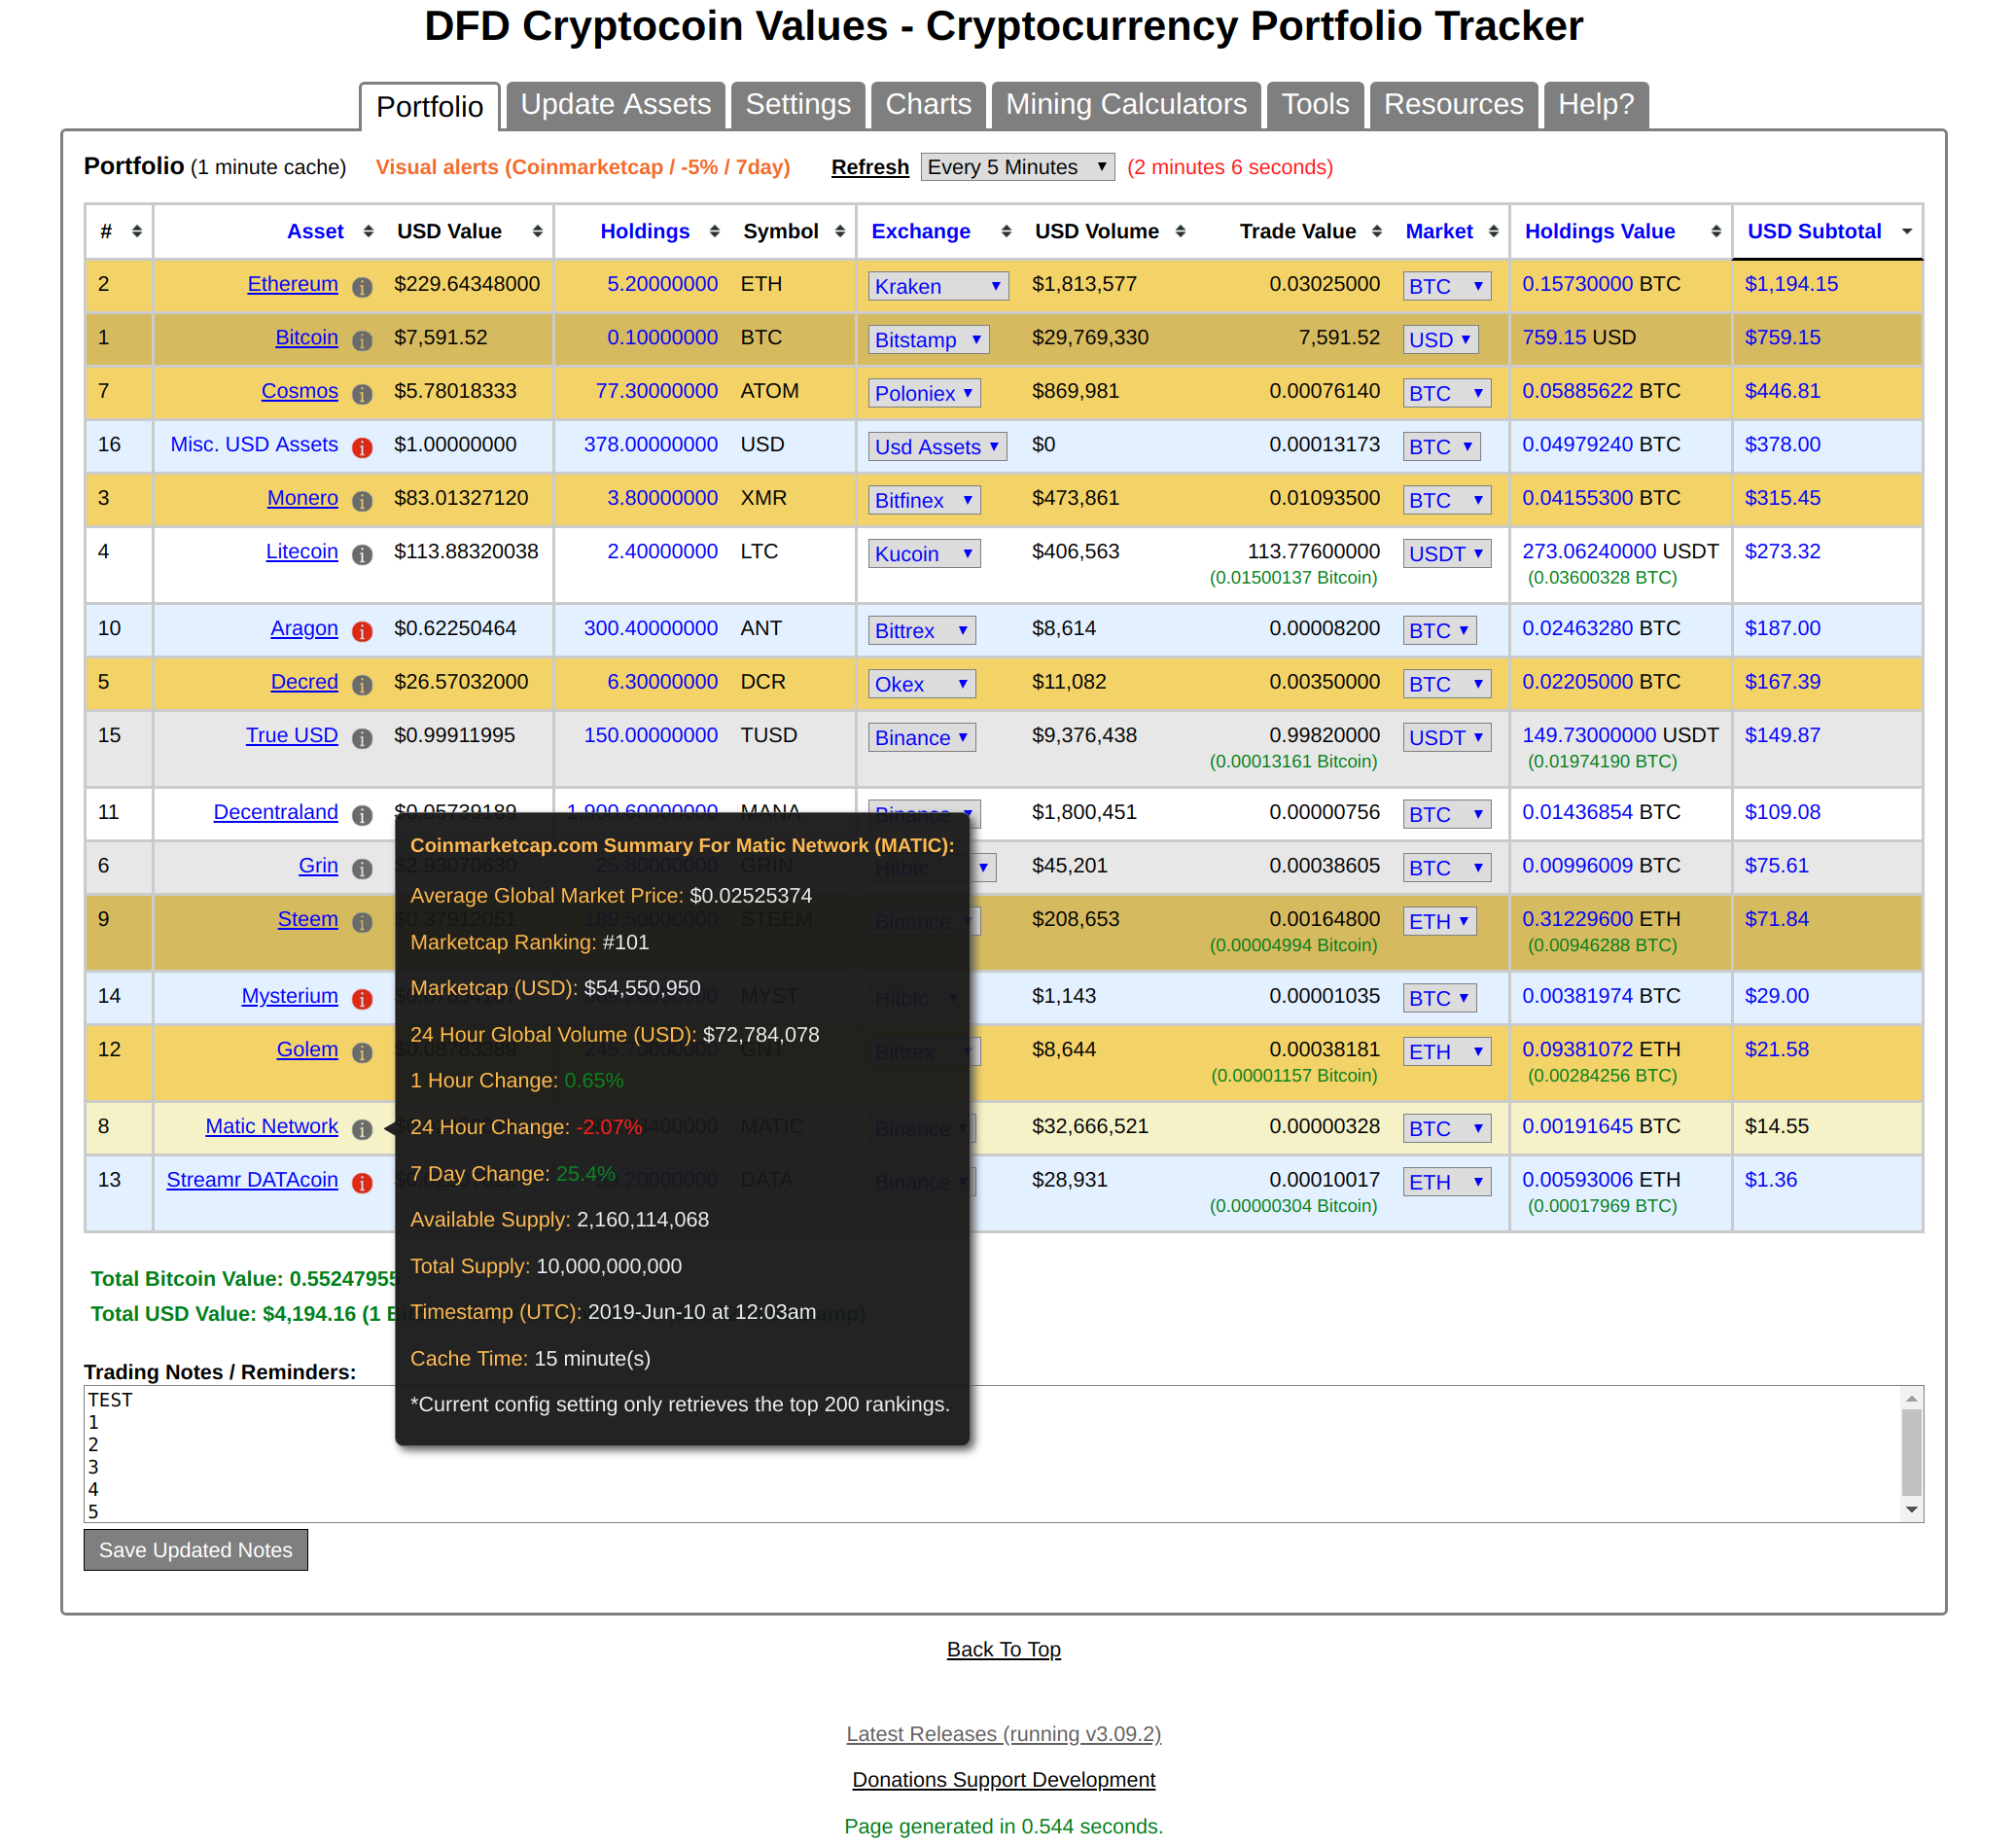 DFD Cryptocoin Values - Cryptocurrency Portfolio Tracker
Portfolio Update Assets Settings Charts Mining Calculators Tools Resources Help?
Portfolio (1 minute cache) Visual alerts (Coinmarketcap / -5% / 7day) Refresh Every 5 Minutes (2 minutes 6 seconds)
# Asset USD Value Holdings Symbol Exchange USD Volume Trade Value Market Holdings Value USD Subtotal
2 Ethereum $229.64348000 5.20000000 ETH Kraken $1,813,577 0.03025000 BTC 0.15730000 BTC $1,194.15
1 Bitcoin $7,591.52 0.10000000 BTC Bitstamp $29,769,330 7,591.52 USD 759.15 USD $759.15
7 Cosmos $5.78018333 77.30000000 ATOM Poloniex $869,981 0.00076140 BTC 0.05885622 BTC $446.81
16 Misc. USD Assets $1.00000000 378.00000000 USD Usd Assets $0 0.00013173 BTC 0.04979240 BTC $378.00
3 Monero $83.01327120 3.80000000 XMR Bitfinex $473,861 0.01093500 BTC 0.04155300 BTC $315.45
4 Litecoin $113.88320038 2.40000000 LTC Kucoin $406,563 113.77600000 USDT 273.06240000 USDT $273.32
(0.01500137 Bitcoin) (0.03600328 BTC)
10 Aragon $0.62250464 300.40000000 ANT Bittrex $8,614 0.00008200 BTC 0.02463280 BTC $187.00
5 Decred $26.57032000 6.30000000 DCR Okex $11,082 0.00350000 BTC 0.02205000 BTC $167.39
15 True USD $0.99911995 150.00000000 TUSD Binance $9,376,438 0.99820000 USDT 149.73000000 USDT $149.87
(0.00013161 Bitcoin) (0.01974190 BTC)
11 Decentraland $0.05739189 1,900.60000000 MANA Binance $1,800,451 0.00000756 BTC 0.01436854 BTC $109.08
6 Grin $2.93070630 25.80000000 GRIN Hitbtc $45,201 0.00038605 BTC 0.00996009 BTC $75.61
9 Steem $0.37912051 189.50000000 STEEM Binance $208,653 0.00164800 ETH 0.31229600 ETH $71.84
(0.00004994 Bitcoin) (0.00946288 BTC)
14 Mysterium MYST Hitbtc $1,143 0.00001035 BTC 0.00381974 BTC $29.00
12 Golem GNT Bittrex $8,644 0.00038181 ETH 0.09381072 ETH $21.58
(0.00001157 Bitcoin) (0.00284256 BTC)
8 Matic Network MATIC Binance $32,666,521 0.00000328 BTC 0.00191645 BTC $14.55
13 Streamr DATAcoin DATA Binance $28,931 0.00010017 ETH 0.00593006 ETH $1.36
(0.00000304 Bitcoin) (0.00017969 BTC)
Coinmarketcap.com Summary For Matic Network (MATIC):
Average Global Market Price: $0.02525374
Marketcap Ranking: #101
Marketcap (USD): $54,550,950
24 Hour Global Volume (USD): $72,784,078
1 Hour Change: 0.65%
24 Hour Change: -2.07%
7 Day Change: 25.4%
Available Supply: 2,160,114,068
Total Supply: 10,000,000,000
Timestamp (UTC): 2019-Jun-10 at 12:03am
Cache Time: 15 minute(s)
*Current config setting only retrieves the top 200 rankings.
Total Bitcoin Value: 0.55247955
Total USD Value: $4,194.16 (1
Trading Notes / Reminders:
TEST
1
2
3
4
5
Save Updated Notes
Back To Top
Latest Releases (running v3.09.2)
Donations Support Development
Page generated in 0.544 seconds.